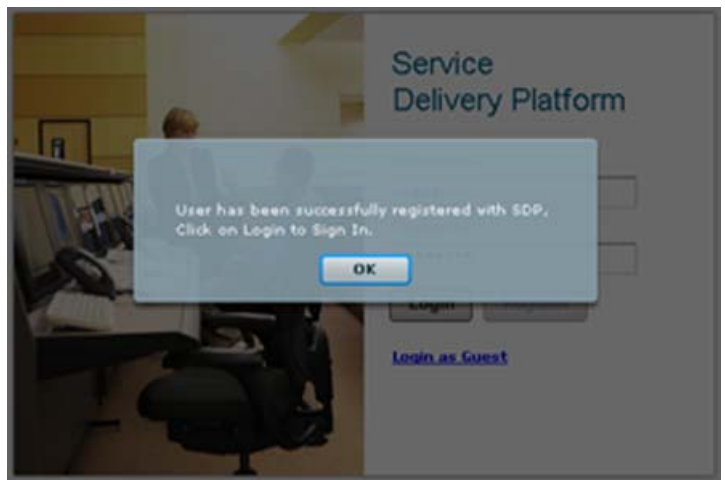 Service
Delivery Platform
User has been successfully registered with SDP,
Click on Login to Sign In.
OK
Login
Login as Guest